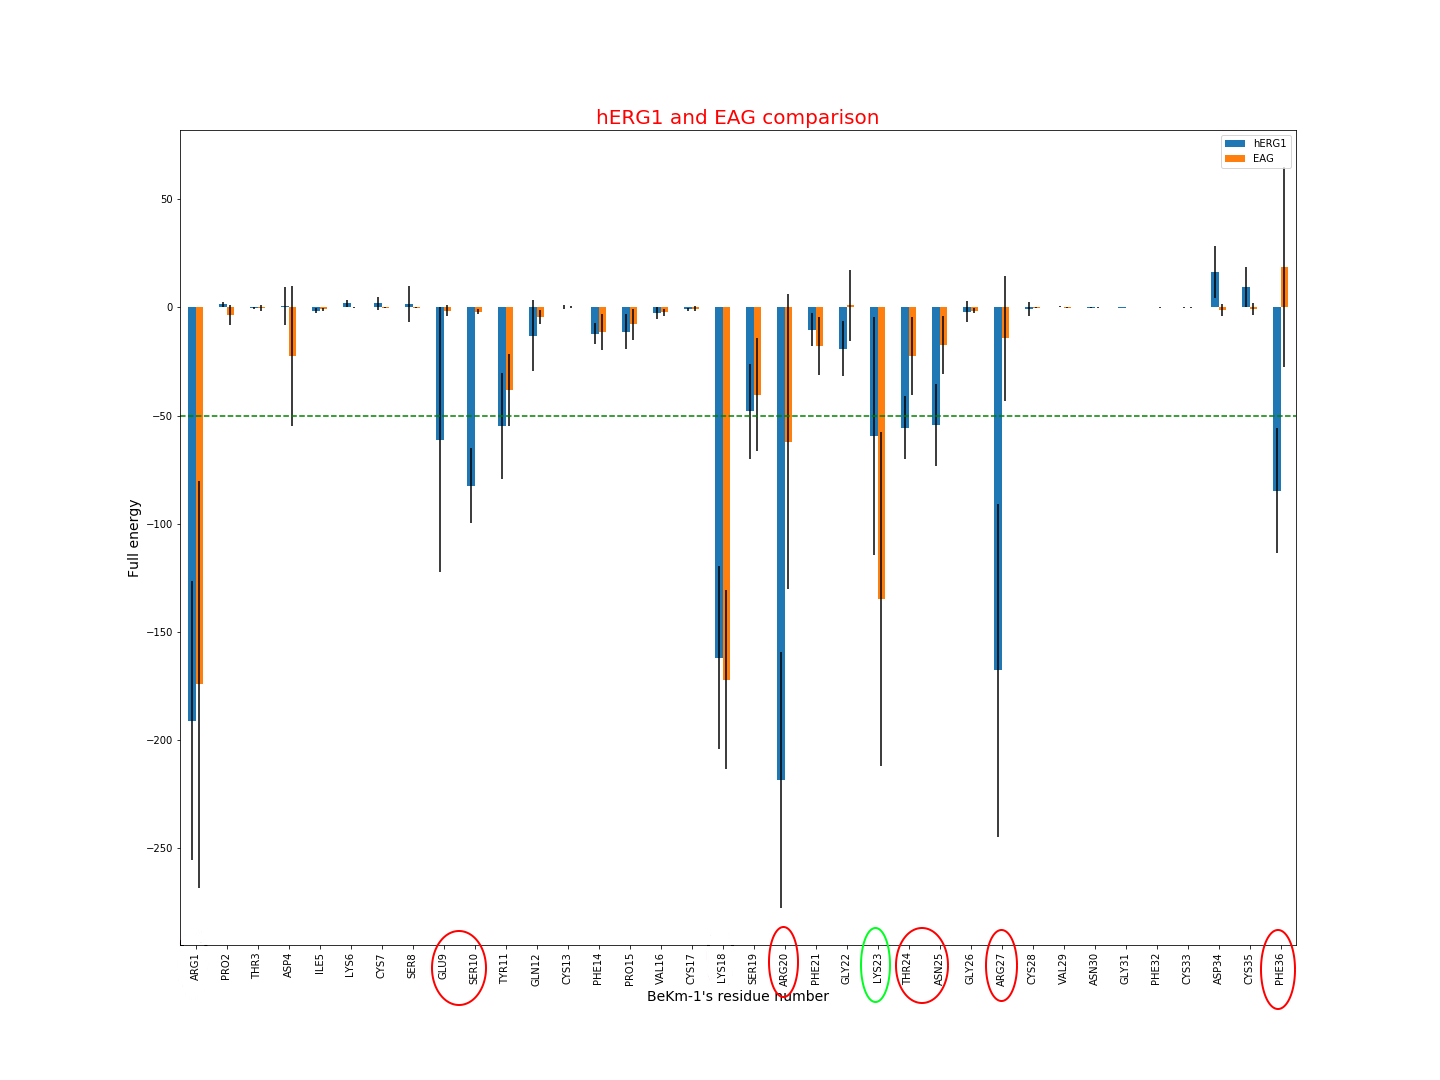 hERG1 and EAG comparison
hERG1
EAG
50
0
−50
−100
−150
−200
−250
Full energy
ARG1
PRO2
THR3
ASP4
ILE5
LYS6
CYS7
SER8
GLU9
SER10
TYR11
GLN12
CYS13
PHE14
PRO15
VAL16
CYS17
LYS18
SER19
ARG20
PHE21
GLY22
LYS23
THR24
ASN25
GLY26
ARG27
CYS28
VAL29
ASN30
GLY31
PHE32
CYS33
ASP34
CYS35
PHE36
BeKm-1's residue number